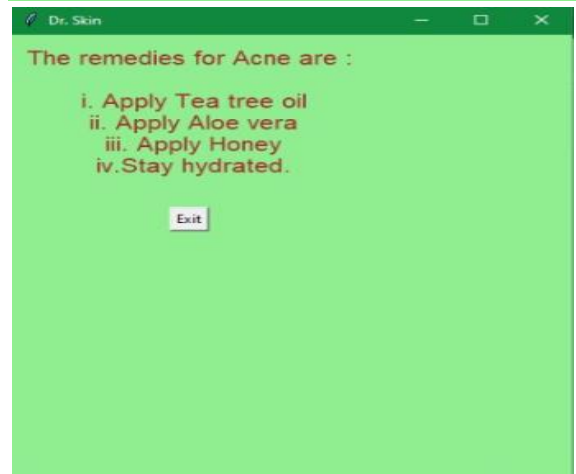 Dr. Skin
The remedies for Acne are :
i. Apply Tea tree oil
ii. Apply Aloe vera
iii. Apply Honey
iv.Stay hydrated.
Exit